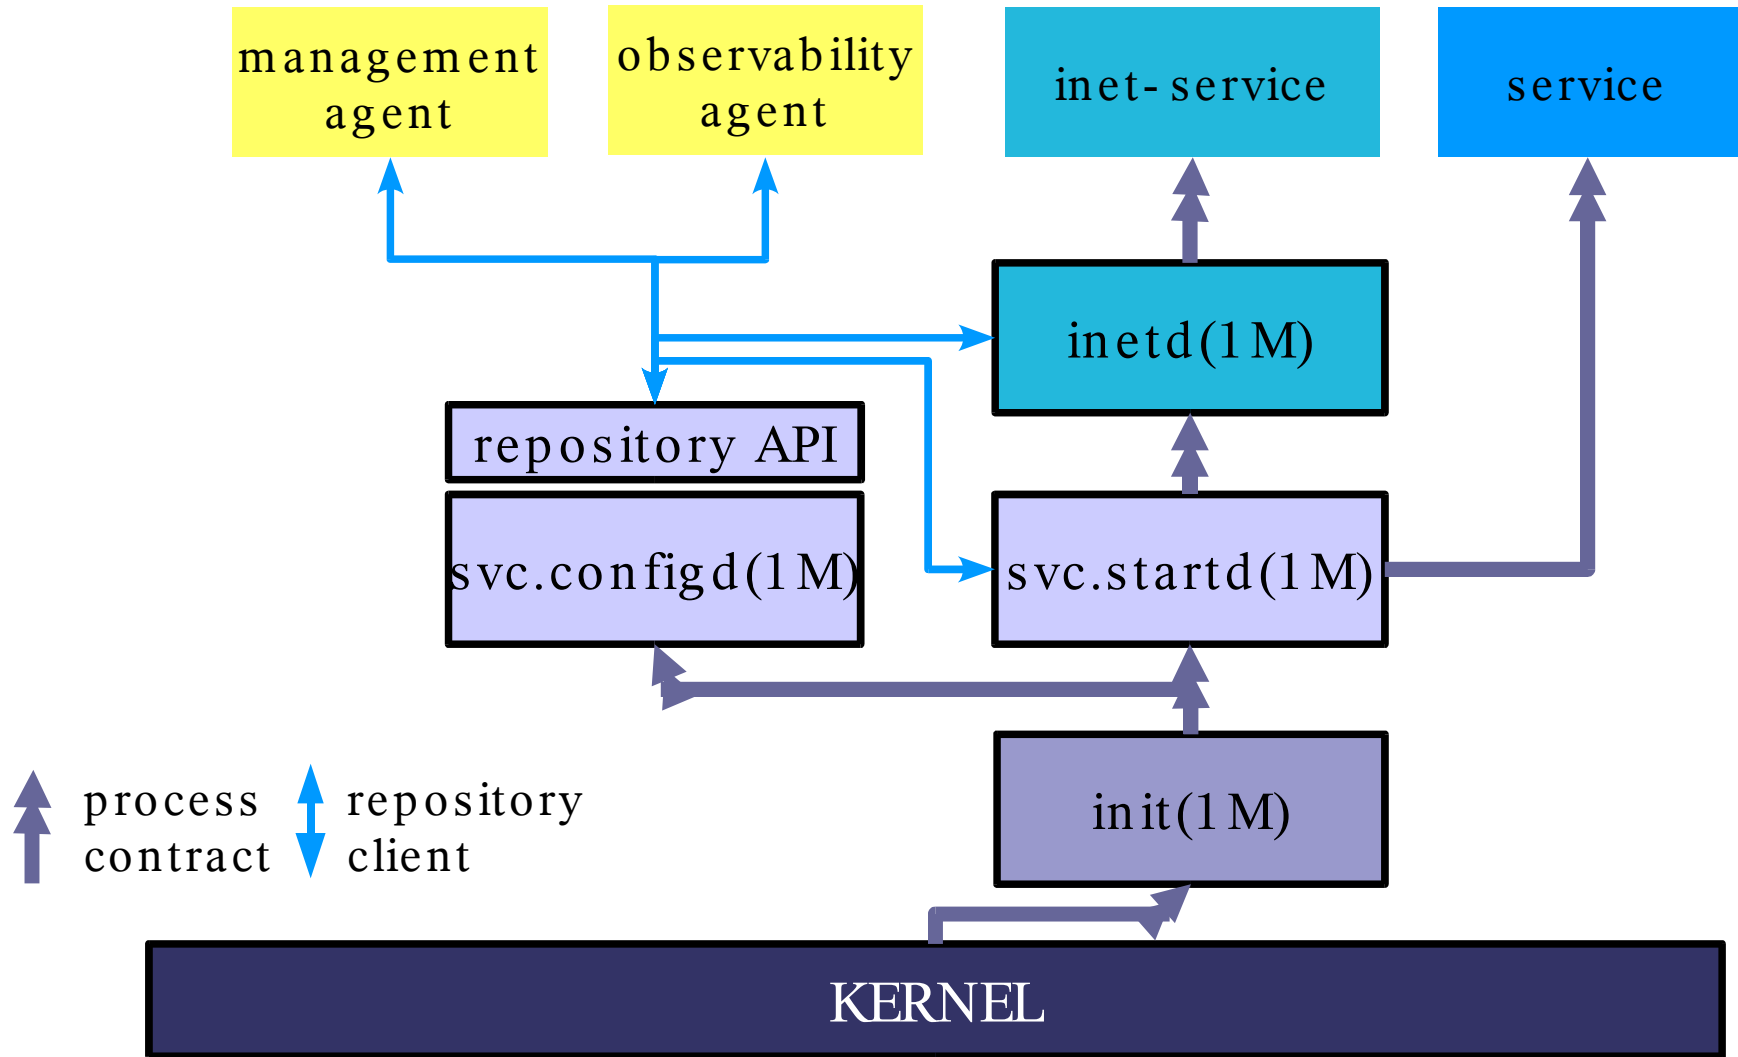 management
agent
observability
agent
inet-service
service
inetd(1M)
repository API
svc.configd(1M)
svc.startd(1M)
init(1M)
process
contract
repository
client
KERNEL